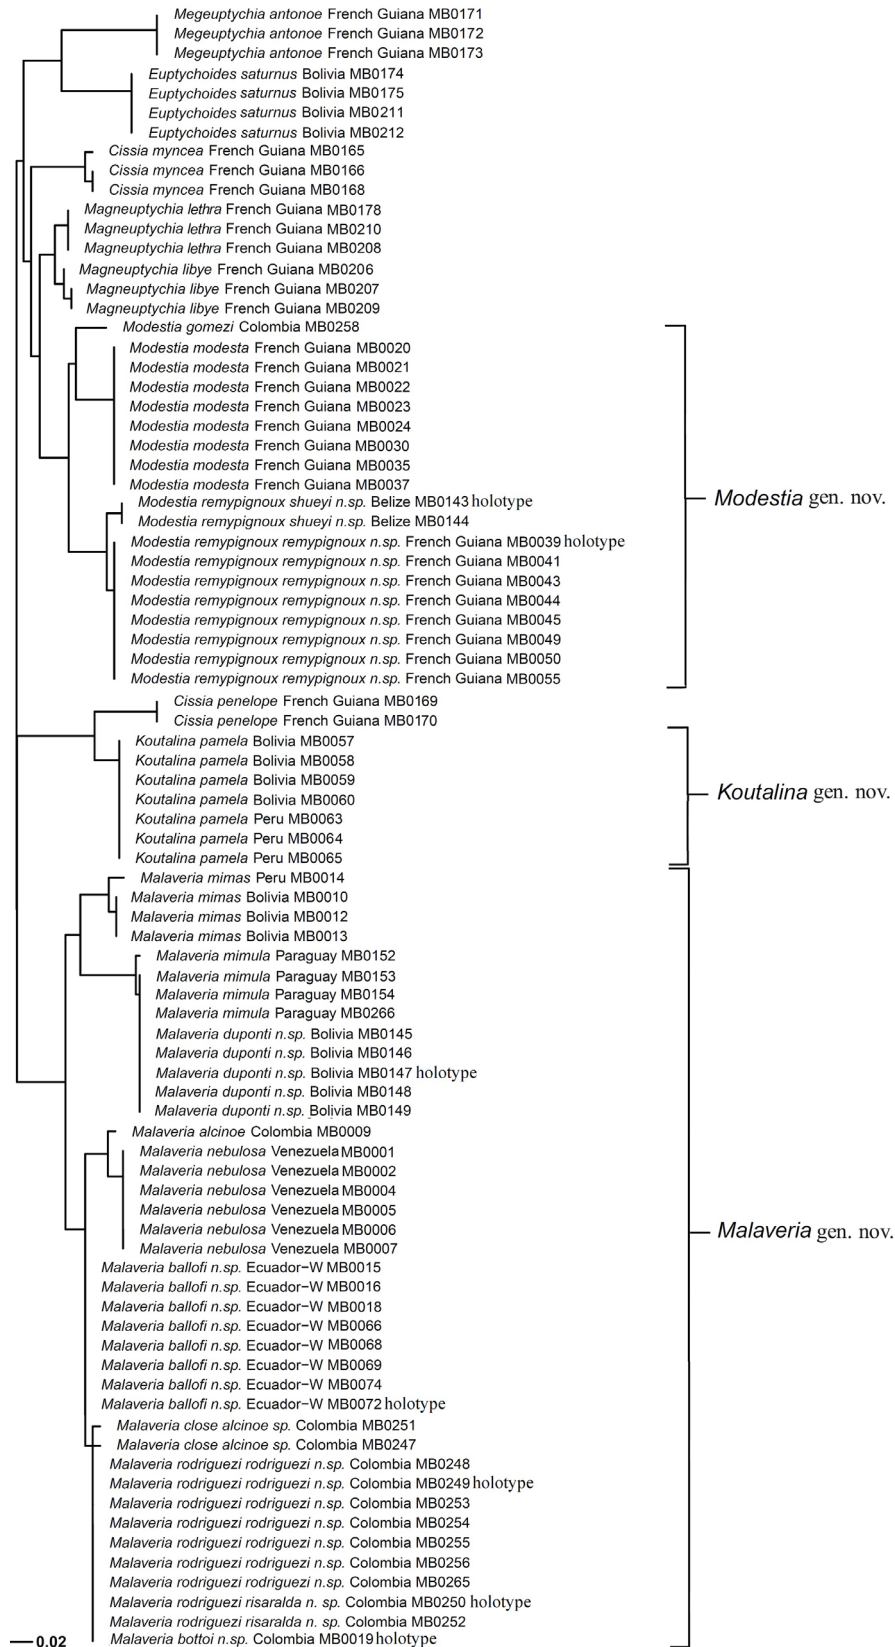 Megeuptychia antonoe French Guiana MB0171
Megeuptychia antonoe French Guiana MB0172
Megeuptychia antonoe French Guiana MB0173
Euptychoides saturnus Bolivia MB0174
Euptychoides saturnus Bolivia MB0175
Euptychoides saturnus Bolivia MB0211
Euptychoides saturnus Bolivia MB0212
Cissia myncea French Guiana MB0165
Cissia myncea French Guiana MB0166
Cissia myncea French Guiana MB0168
Magneuptychia lethra French Guiana MB0178
Magneuptychia lethra French Guiana MB0210
Magneuptychia lethra French Guiana MB0208
Magneuptychia libye French Guiana MB0206
Magneuptychia libye French Guiana MB0207
Magneuptychia libye French Guiana MB0209
Modestia gomezi Colombia MB0258
Modestia modesta French Guiana MB0020
Modestia modesta French Guiana MB0021
Modestia modesta French Guiana MB0022
Modestia modesta French Guiana MB0023
Modestia modesta French Guiana MB0024
Modestia modesta French Guiana MB0030
Modestia modesta French Guiana MB0035
Modestia modesta French Guiana MB0037
Modestia remypignoux shueyi n.sp. Belize MB0143 holotype
Modestia gen. nov.
Modestia remypignoux shueyi n.sp. Belize MB0144
Modestia remypignoux remypignoux n.sp. French Guiana MB0039 holotype
Modestia remypignoux remypignoux n.sp. French Guiana MB0041
Modestia remypignoux remypignoux n.sp. French Guiana MB0043
Modestia remypignoux remypignoux n.sp. French Guiana MB0044
Modestia remypignoux remypignoux n.sp. French Guiana MB0045
Modestia remypignoux remypignoux n.sp. French Guiana MB0049
Modestia remypignoux remypignoux n.sp. French Guiana MB0050
Modestia remypignoux remypignoux n.sp. French Guiana MB0055
Cissia penelope French Guiana MB0169
Cissia penelope French Guiana MB0170
Koutalina pamela Bolivia MB0057
Koutalina pamela Bolivia MB0058
Koutalina pamela Bolivia MB0059
Koutalina gen. nov.
Koutalina pamela Bolivia MB0060
Koutalina pamela Peru MB0063
Koutalina pamela Peru MB0064
Koutalina pamela Peru MB0065
Malaveria mimas Peru MB0014
Malaveria mimas Bolivia MB0010
Malaveria mimas Bolivia MB0012
Malaveria mimas Bolivia MB0013
Malaveria mimula Paraguay MB0152
Malaveria mimula Paraguay MB0153
Malaveria mimula Paraguay MB0154
Malaveria mimula Paraguay MB0266
Malaveria duponti n.sp. Bolivia MB0145
Malaveria duponti n.sp. Bolivia MB0146
Malaveria duponti n.sp. Bolivia MB0147 holotype
Malaveria duponti n.sp. Bolivia MB0148
Malaveria duponti n.sp. Bolivia MB0149
Malaveria alcinoe Colombia MB0009
Malaveria nebulosa Venezuela MB0001
Malaveria nebulosa Venezuela MB0002
Malaveria nebulosa Venezuela MB0004
Malaveria nebulosa Venezuela MB0005
Malaveria nebulosa Venezuela MB0006
Malaveria gen. nov.
Malaveria nebulosa Venezuela MB0007
Malaveria ballofi n.sp. Ecuador−W MB0015
Malaveria ballofi n.sp. Ecuador−W MB0016
Malaveria ballofi n.sp. Ecuador−W MB0018
Malaveria ballofi n.sp. Ecuador−W MB0066
Malaveria ballofi n.sp. Ecuador−W MB0068
Malaveria ballofi n.sp. Ecuador−W MB0069
Malaveria ballofi n.sp. Ecuador−W MB0074
Malaveria ballofi n.sp. Ecuador−W MB0072 holotype
Malaveria close alcinoe sp. Colombia MB0251
Malaveria close alcinoe sp. Colombia MB0247
Malaveria rodriguezi rodriguezi n.sp. Colombia MB0248
Malaveria rodriguezi rodriguezi n.sp. Colombia MB0249 holotype
Malaveria rodriguezi rodriguezi n.sp. Colombia MB0253
Malaveria rodriguezi rodriguezi n.sp. Colombia MB0254
Malaveria rodriguezi rodriguezi n.sp. Colombia MB0255
Malaveria rodriguezi rodriguezi n.sp. Colombia MB0256
Malaveria rodriguezi rodriguezi n.sp. Colombia MB0265
Malaveria rodriguezi risaralda n. sp. Colombia MB0250 holotype
Malaveria rodriguezi risaralda n. sp. Colombia MB0252
Malaveria bottoi n.sp. Colombia MB0019 holotype
0.02